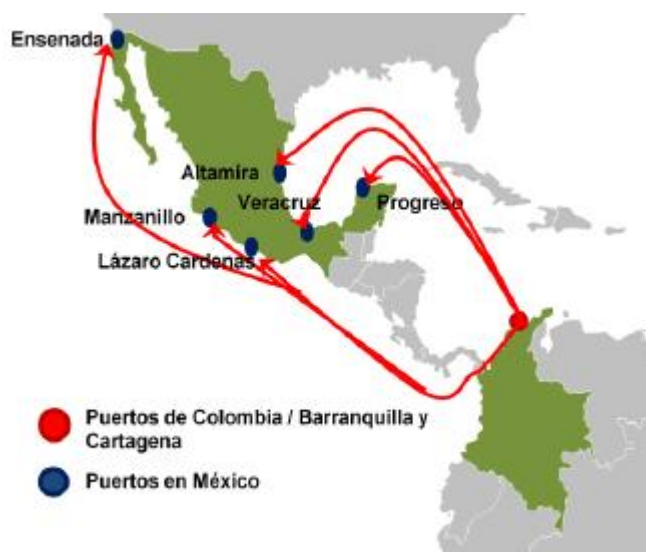 Ensenada
Altamira
Veracruz
Progreso
Manzanillo
Lázaro Cardenas
Puertos de Colombia / Barranquilla y
Cartagena
Puertos en México